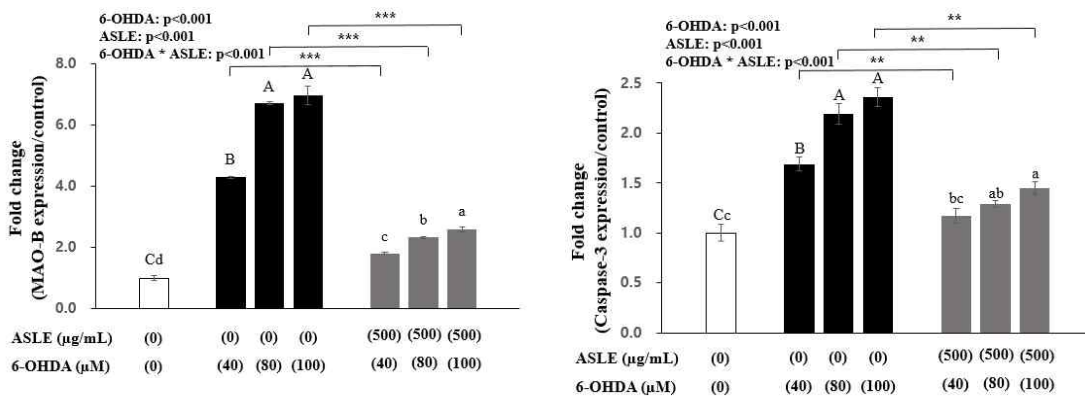 6-OHDA: p<0.001
ASLE: p<0.001
6-OHDA * ASLE: p<0.001
***
***
***
8.0
6.0
4.0
2.0
0.0
Fold change
(MAO-B expression/control)
Cd
B
A
A
c
b
a
ASLE (µg/mL) (0) (0) (0) (0) (500) (500) (500)
6-OHDA (µM) (0) (40) (80) (100) (40) (80) (100)
6-OHDA: p<0.001
ASLE: p<0.001
6-OHDA * ASLE: p<0.001
**
**
**
2.5
2.0
1.5
1.0
0.5
0.0
Fold change
(Caspase-3 expression/control)
Cc
B
A
A
bc
ab
a
ASLE (µg/mL) (0) (0) (0) (0) (500) (500) (500)
6-OHDA (µM) (0) (40) (80) (100) (40) (80) (100)